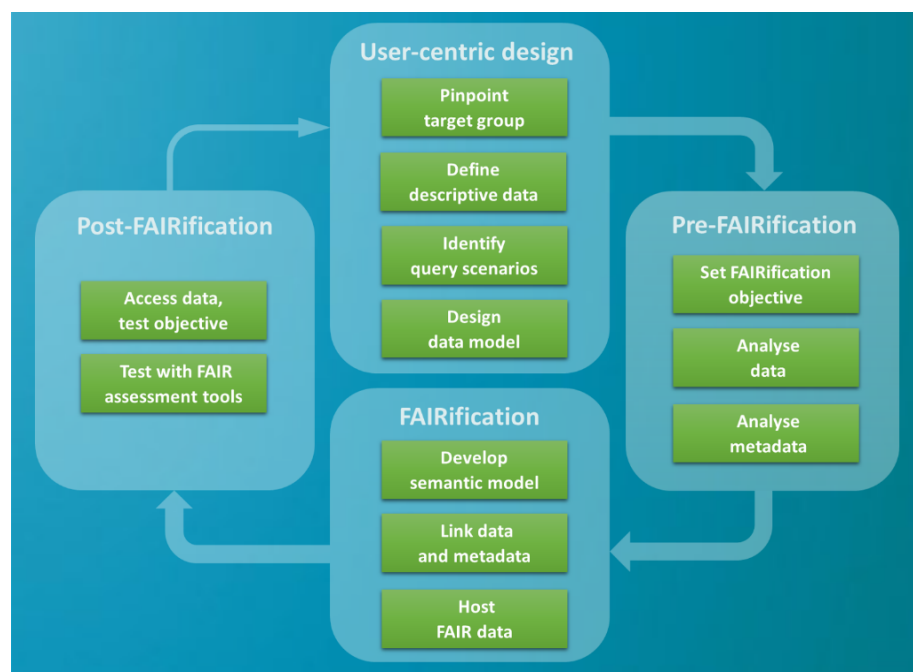 User-centric design
Pinpoint
target group
Define
descriptive data
Identify
query scenarios
Design
data model
Pre-FAIRification
Set FAIRification
objective
Analyse
data
Analyse
metadata
FAIRification
Develop
semantic model
Link data
and metadata
Host
FAIR data
Post-FAIRification
Access data,
test objective
Test with FAIR
assessment tools